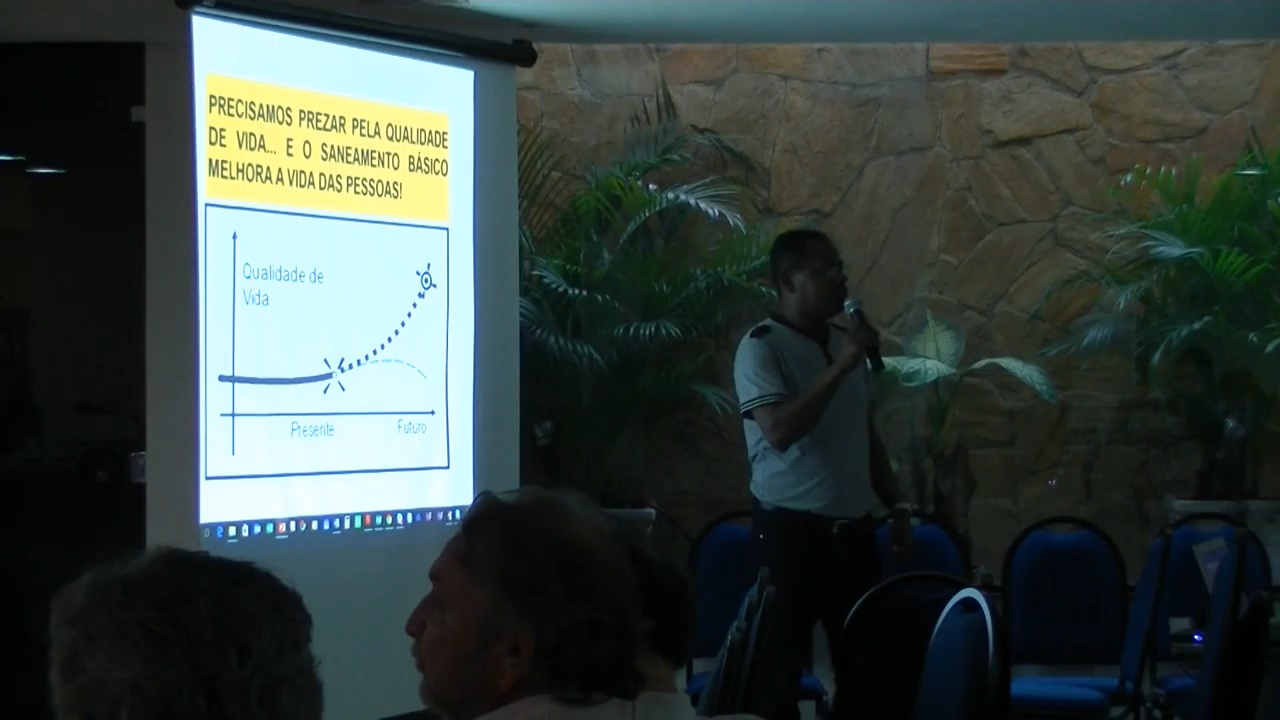 PRECISAMOS PREZAR PELA QUALIDADE
DE VIDA... E O SANEAMENTO BÁSICO
MELHORA A VIDA DAS PESSOAS!
Qualidade de
Vida
Presente
Futuro